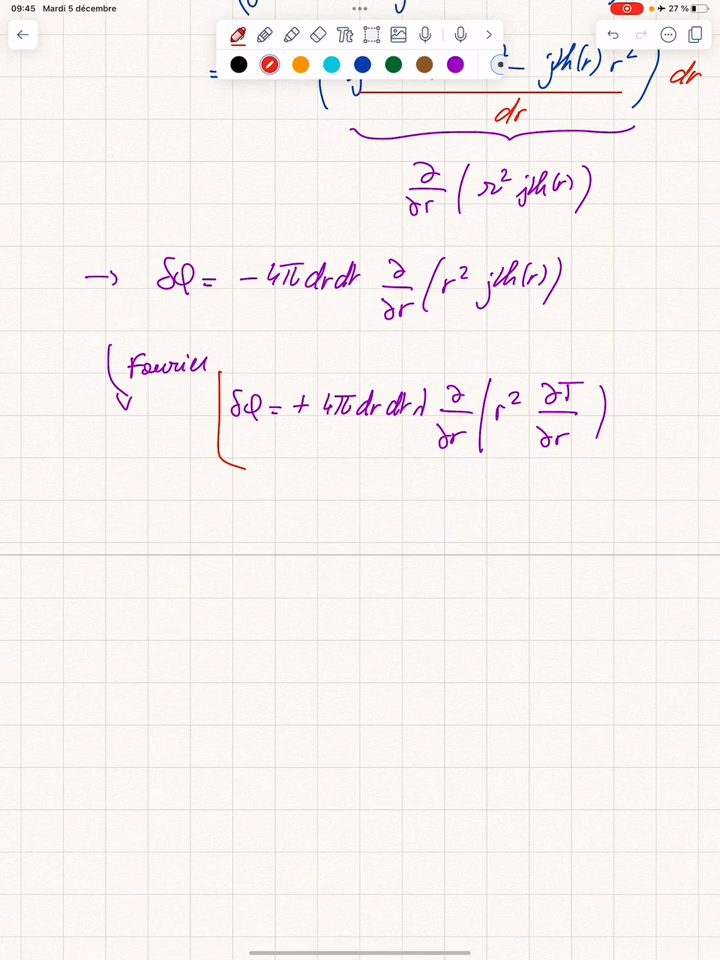 09:45 Mardi 5 décembre
27 %
Tt
- jth(r) r²) dr
=
dr
∂/∂r (r² jth(r))
→ δQ = - 4π dr dt ∂/∂r (r² jth(r))
Fourier
δQ = + 4π dr dt λ ∂/∂r (r² ∂T/∂r)